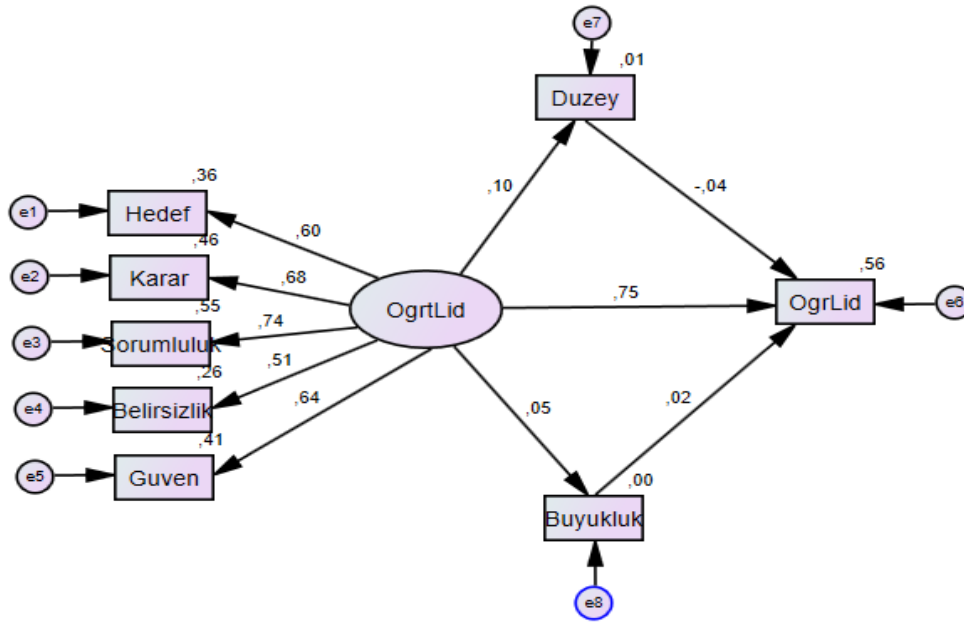 e7
,01
Duzey
,36
e1
Hedef
,60
,10
-,04
,46
e2
Karar
,68
,56
OgrtLid
,75
OgrLid
e6
,55
e3
Sorumluluk
,74
,26
e4
Belirsizlik
,51
,64
,05
,02
,41
e5
Guven
,00
Buyukluk
e8